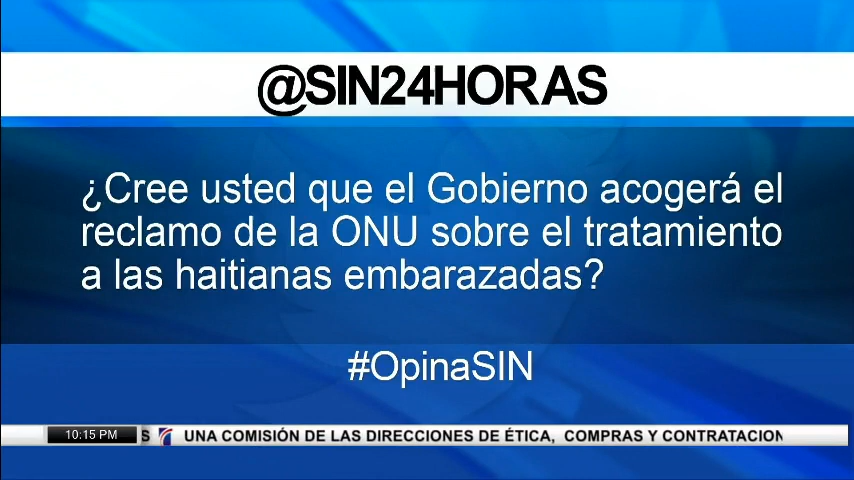 @SIN24HORAS
¿Cree usted que el Gobierno acogerá el
reclamo de la ONU sobre el tratamiento
a las haitianas embarazadas?
#OpinaSIN
10:15 PM S UNA COMISIÓN DE LAS DIRECCIONES DE ÉTICA, COMPRAS Y CONTRATACION